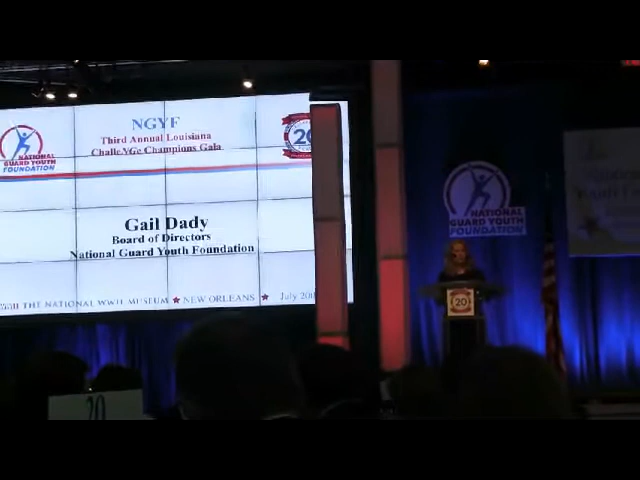 NGYF
Third Annual Louisiana
ChalleNGe Champions Gala
NATIONAL
GUARD YOUTH
FOUNDATION
20
Gail Dady
Board of Directors
National Guard Youth Foundation
THE NATIONAL WWII MUSEUM ★ NEW ORLEANS ★ July
NATIONAL
GUARD YOUTH
FOUNDATION
20
20